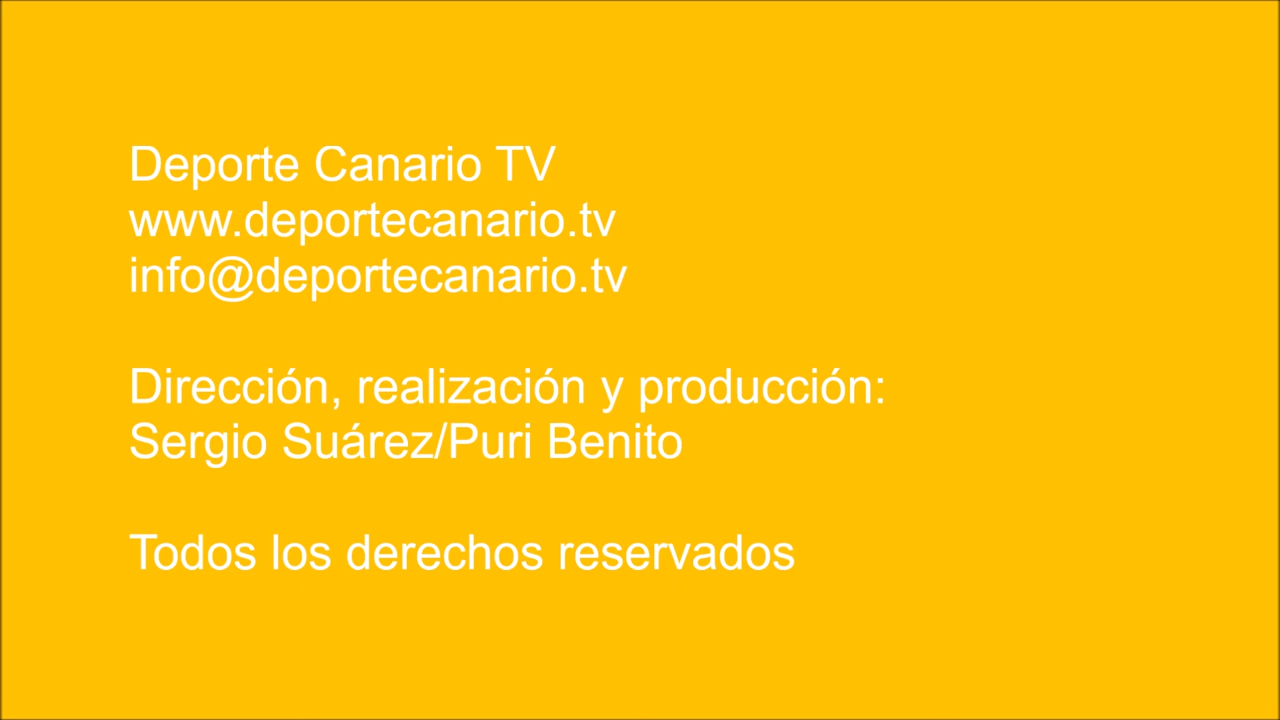 Deporte Canario TV
www.deportecanario.tv
info@deportecanario.tv
Dirección, realización y producción:
Sergio Suárez/Puri Benito
Todos los derechos reservados